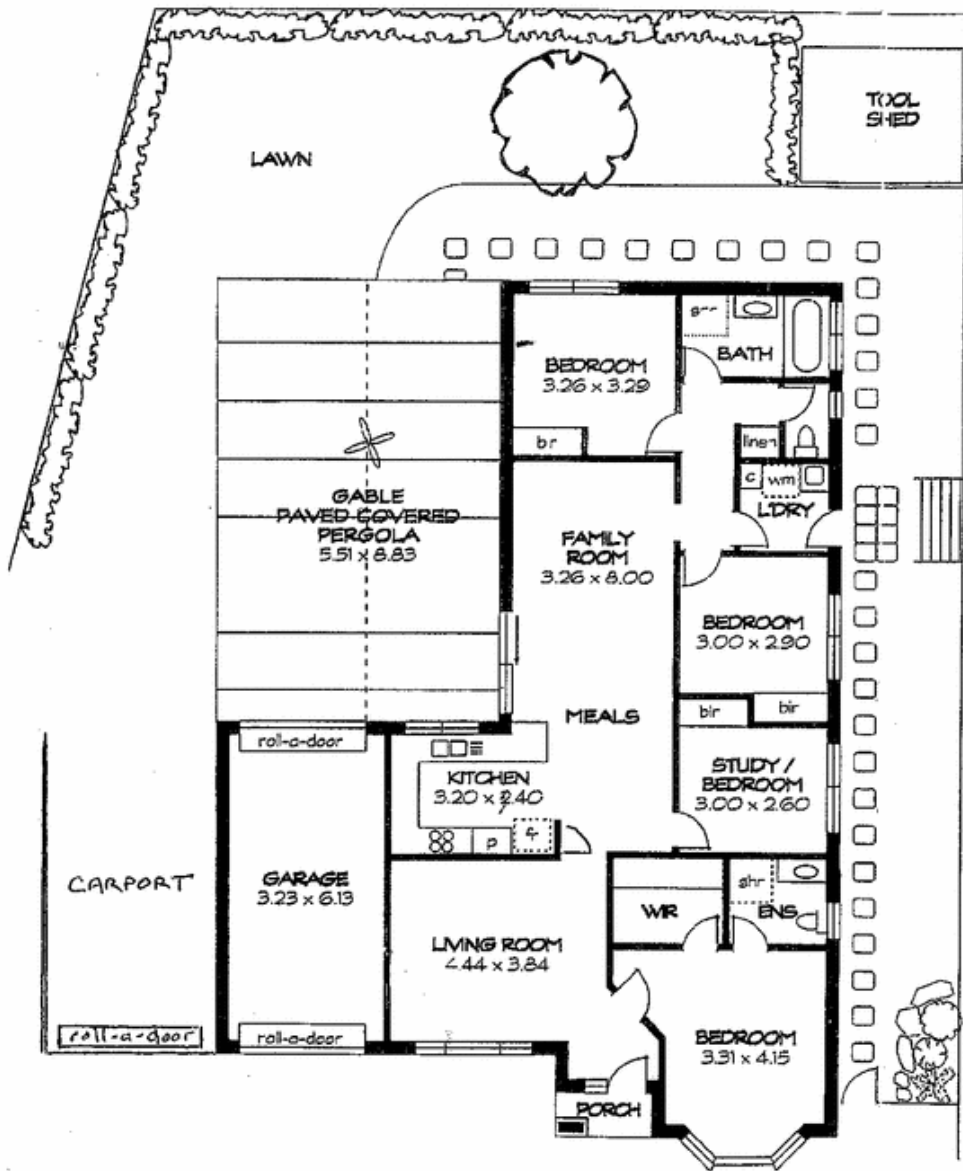 TOOL
SHED
LAWN
shr
BATH
BEDROOM
3.26 x 3.29
bir
linen
c
wm
L'DRY
GABLE
PAVED COVERED
PERGOLA
5.51 x 8.83
FAMILY
ROOM
3.26 x 8.00
BEDROOM
3.00 x 2.90
bir
bir
MEALS
roll-a-door
KITCHEN
3.20 x 2.40
p
fr
STUDY /
BEDROOM
3.00 x 2.60
CARPORT
GARAGE
3.23 x 6.13
WIR
shr
ENS
LIVING ROOM
4.44 x 3.84
roll-a-door
roll-a-door
BEDROOM
3.31 x 4.15
PORCH